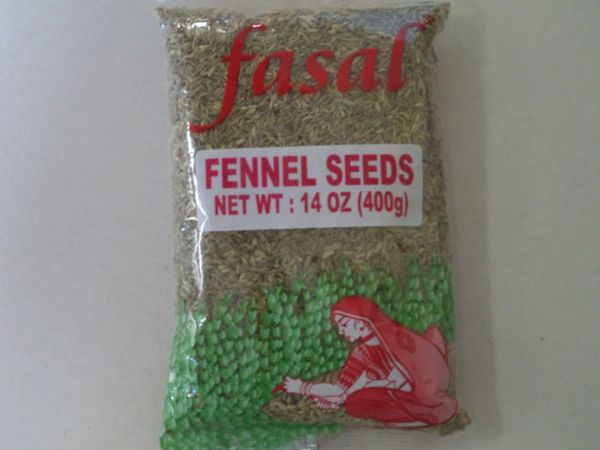 fasal
FENNEL SEEDS
NET WT : 14 OZ (400g)